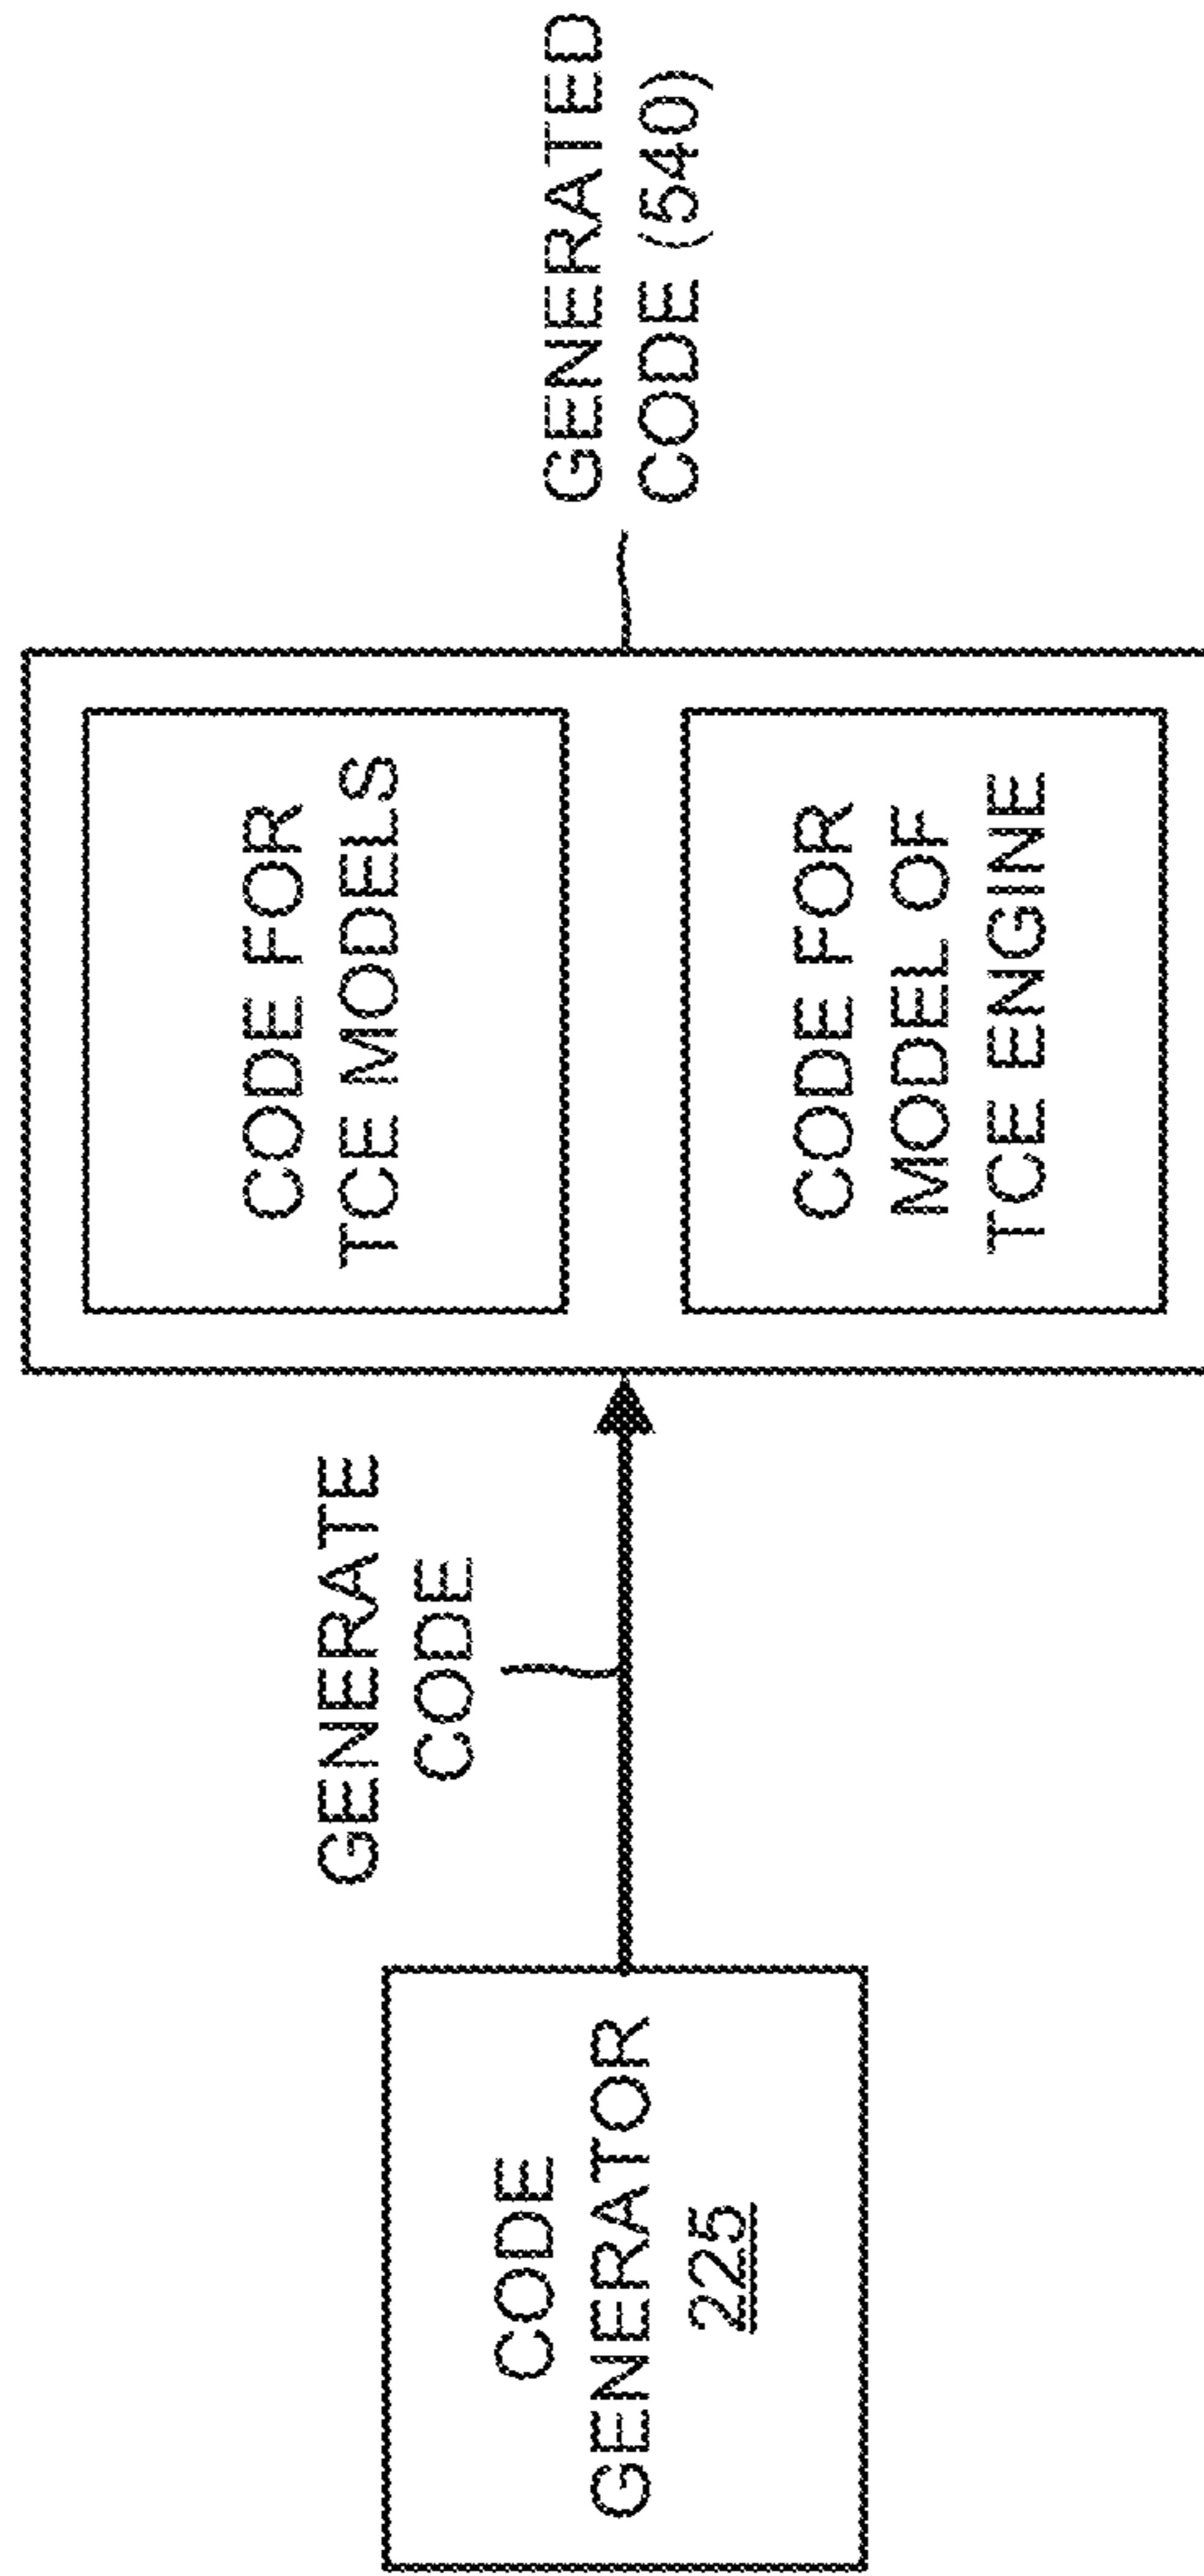 CODE
GENERATOR
225
GENERATE
CODE
CODE FOR
TCE MODELS
CODE FOR
MODEL OF
TCE ENGINE
GENERATED
CODE (540)